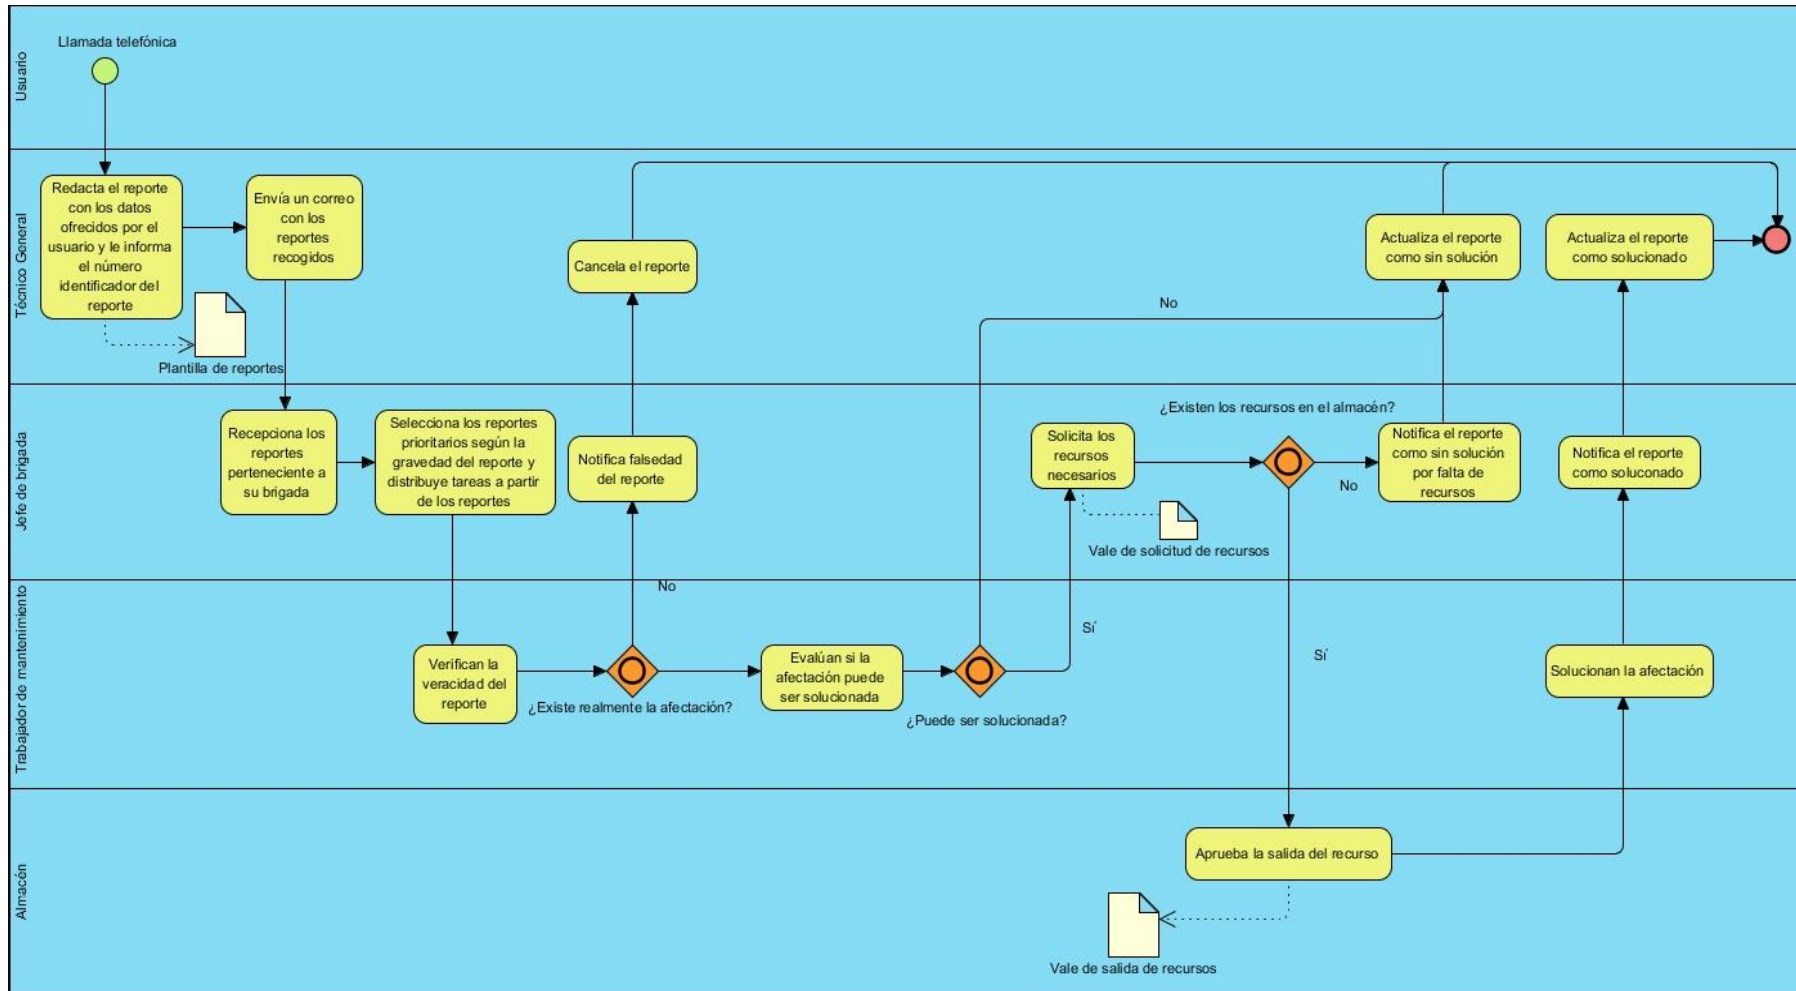 Usuario
Llamada telefónica
Técnico General
Redacta el reporte
con los datos
ofrecidos por el
usuario y le informa
el número
identificador del
reporte
Envía un correo
con los
reportes
recogidos
Plantilla de reportes
Cancela el reporte
No
Actualiza el reporte
como sin solución
Actualiza el reporte
como solucionado
Jefe de brigada
Recepciona los
reportes
perteneciente a
su brigada
Selecciona los reportes
prioritarios según la
gravedad del reporte y
distribuye tareas a partir
de los reportes
Notifica falsedad
del reporte
Solicita los
recursos
necesarios
Vale de solicitud de recursos
¿Existen los recursos en el almacén?
No
Notifica el reporte
como sin solución
por falta de
recursos
Notifica el reporte
como soluconado
Trabajador de mantenimiento
Verifican la
veracidad del
reporte
No
¿Existe realmente la afectación?
Evalúan si la
afectación puede
ser solucionada
¿Puede ser solucionada?
Sí
Sí
Solucionan la afectación
Almacén
Aprueba la salida del recurso
Vale de salida de recursos